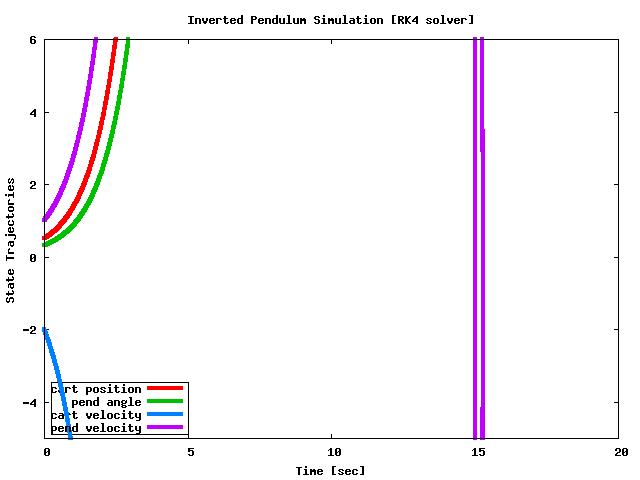 Inverted Pendulum Simulation [RK4 solver]
6
4
2
0
-2
-4
State Trajectories
cart position
pend angle
cart velocity
pend velocity
0 5 10 15 20
Time [sec]